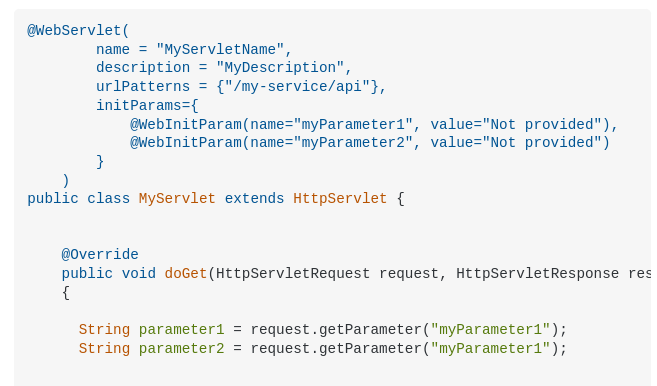 @WebServlet(
        name = "MyServletName",
        description = "MyDescription",
        urlPatterns = {"/my-service/api"},
        initParams={
            @WebInitParam(name="myParameter1", value="Not provided"),
            @WebInitParam(name="myParameter2", value="Not provided")
        }
    )
public class MyServlet extends HttpServlet {
    @Override
    public void doGet(HttpServletRequest request, HttpServletResponse res
    {
      String parameter1 = request.getParameter("myParameter1");
      String parameter2 = request.getParameter("myParameter1");